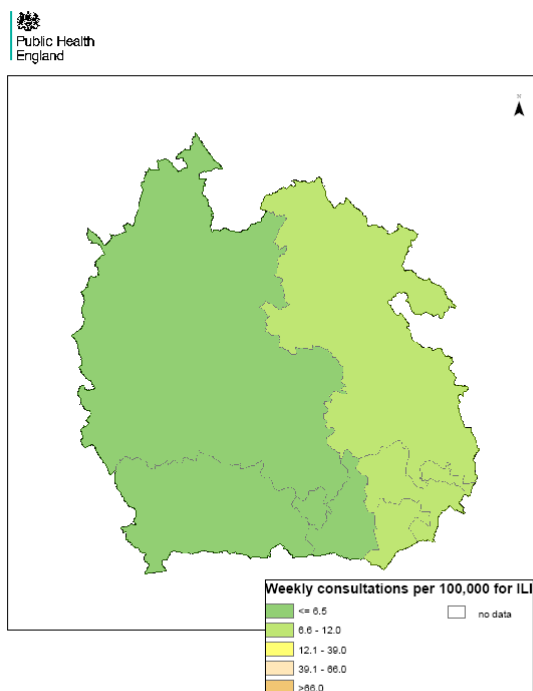 Public Health
England
N
Weekly consultations per 100,000 for ILI
<= 6.5
no data
6.6 - 12.0
12.1 - 39.0
39.1 - 66.0
>66.0